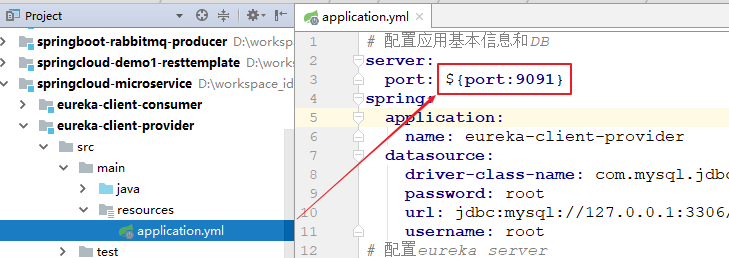 Project
springboot-rabbitmq-producer D:\worksp
springcloud-demo1-resttemplate D:\works
springcloud-microservice D:\workspace_id
eureka-client-consumer
eureka-client-provider
src
main
java
resources
application.yml
test
application.yml
1 # 配置应用基本信息和DB
2 server:
3 port: ${port:9091}
4 spring:
5 application:
6 name: eureka-client-provider
7 datasource:
8 driver-class-name: com.mysql.jdbc
9 password: root
10 url: jdbc:mysql://127.0.0.1:3306/
11 username: root
12 # 配置eureka server